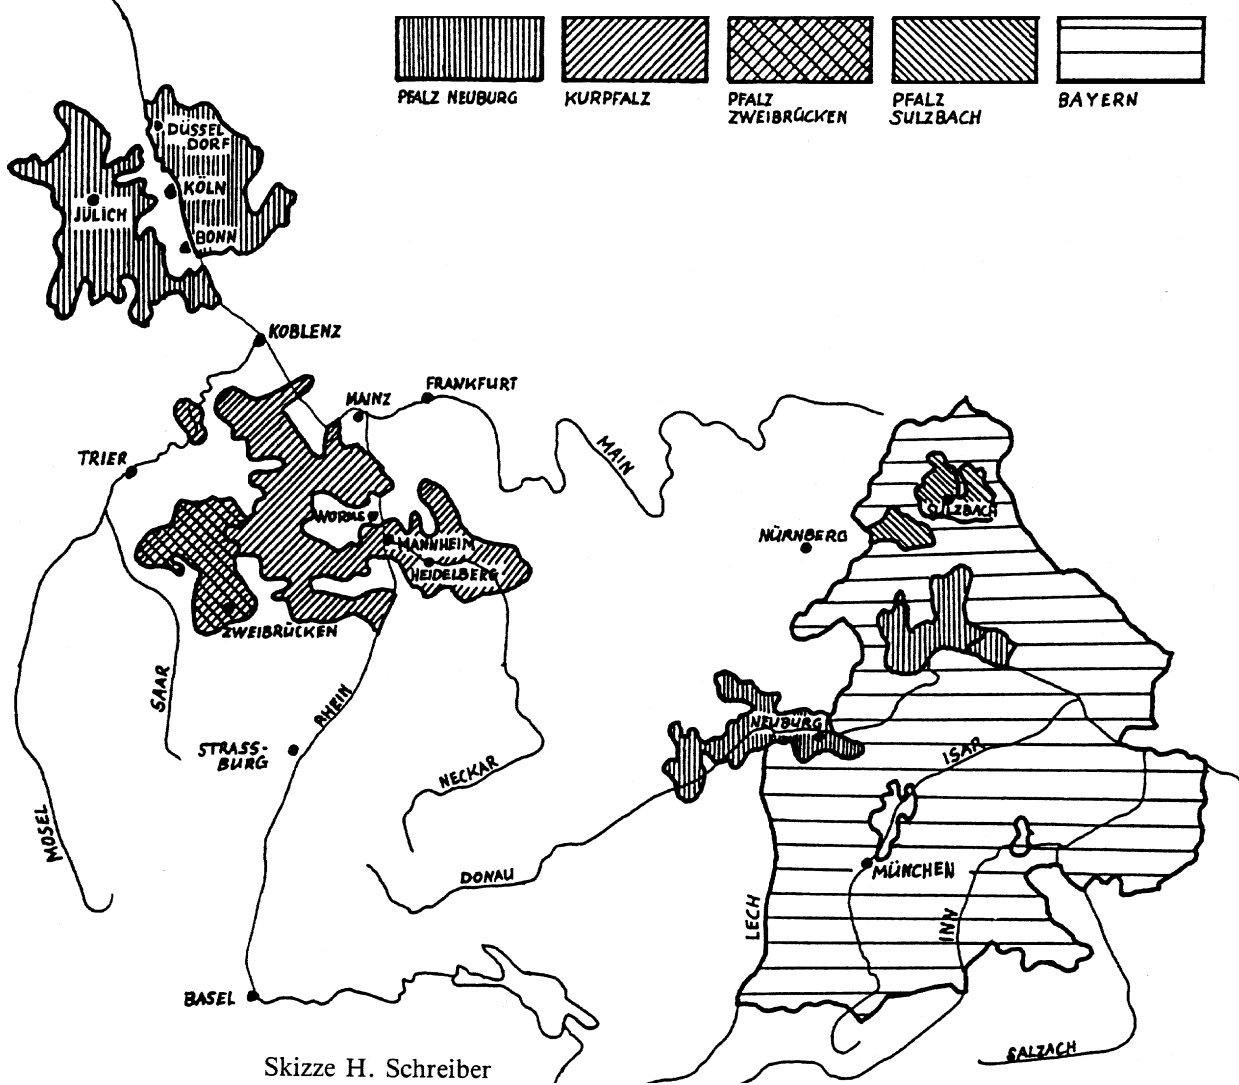 PFALZ NEUBURG
KURPFALZ
PFALZ
ZWEIBRÜCKEN
PFALZ
SULZBACH
BAYERN
DÜSSEL
DORF
KÖLN
JÜLICH
BONN
KOBLENZ
FRANKFURT
MAINZ
MAIN
TRIER
WORMS
SULZBACH
NÜRNBERG
MANNHEIM
HEIDELBERG
ZWEIBRÜCKEN
SAAR
RHEIN
NEUBURG
STRASS-
BURG
ISAR
NECKAR
MOSEL
DONAU
MÜNCHEN
LECH
INN
BASEL
SALZACH
Skizze H. Schreiber